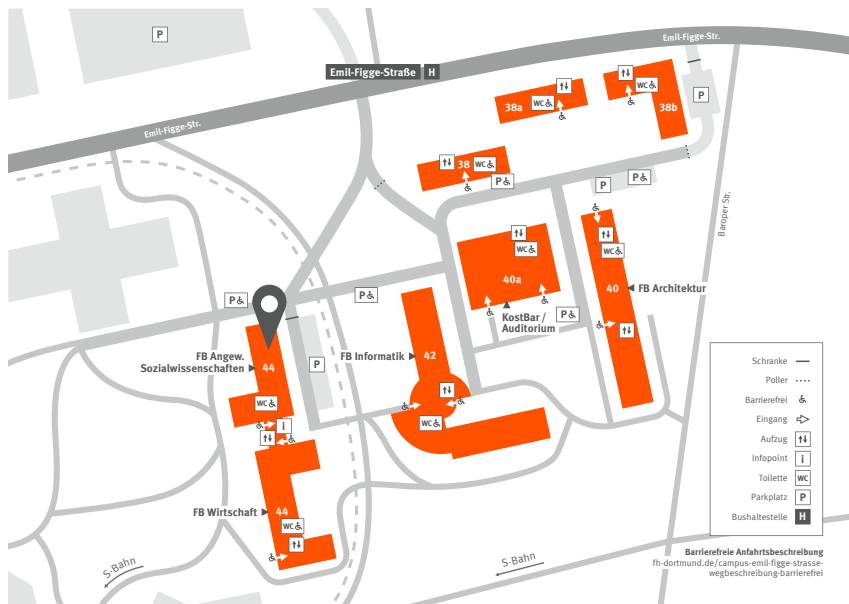 P
Emil-Figge-Str.
Emil-Figge-Straße H
Emil-Figge-Str.
38a
WC
38b
WC
P
38
WC
P
P
P
Baroper Str.
WC
40a
WC
40
FB Architektur
KostBar /
Auditorium
P
P
P
P
FB Angew.
Sozialwissenschaften
44
FB Informatik
42
WC
i
WC
FB Wirtschaft
44
WC
S-Bahn
S-Bahn
Schranke
Poller
Barrierefrei
Eingang
Aufzug
Infopoint i
Toilette WC
Parkplatz P
Bushaltestelle H
Barrierefreie Anfahrtsbeschreibung
fh-dortmund.de/campus-emil-figge-strasse-
wegbeschreibung-barrierefrei